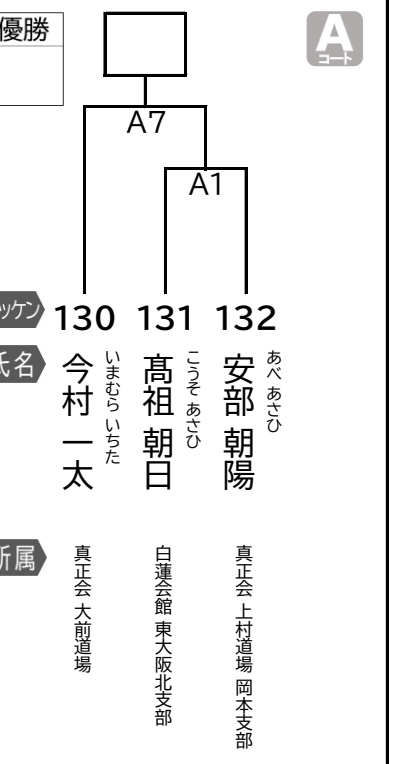 優勝
A
コート
A7
A1
ッケン
130 131 132
氏名
今村 一太
いまむら いちた
髙祖 朝日
こうそ あさひ
安部 朝陽
あべ あさひ
所属
真正会 大前道場
白蓮会館 東大阪北支部
真正会 上村道場 岡本支部